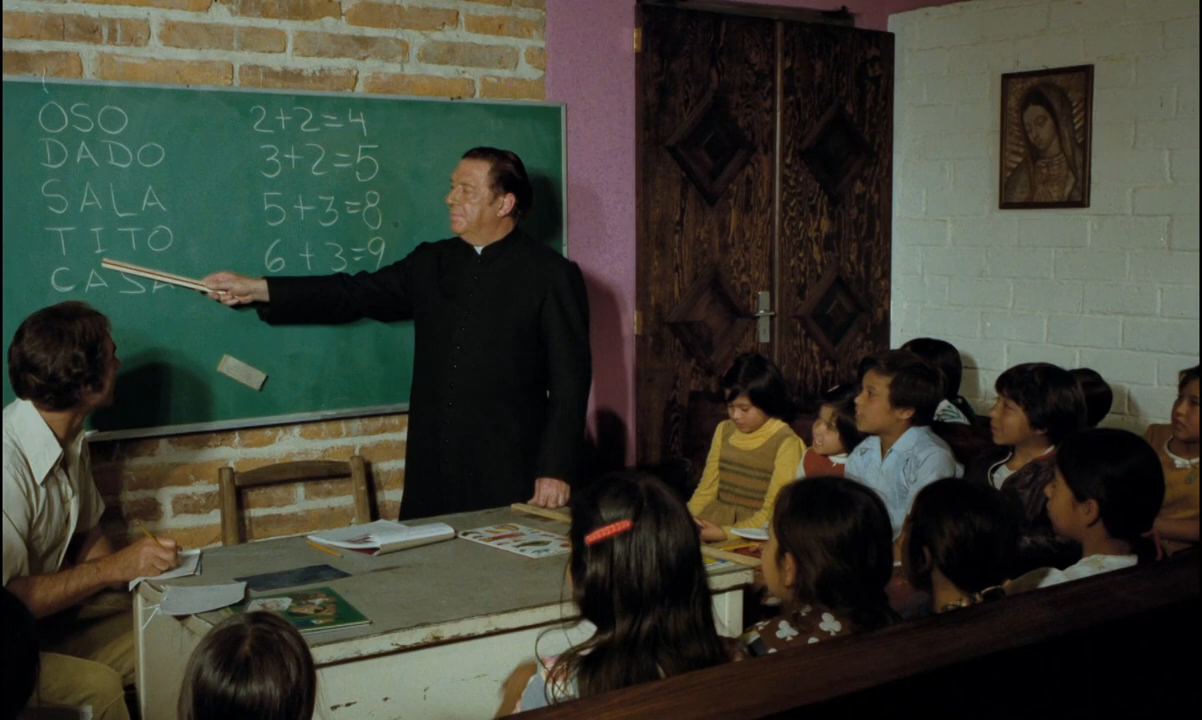 OSO
DADO
SALA
TITO
CASA
2+2=4
3+2=5
5+3=8
6+3=9